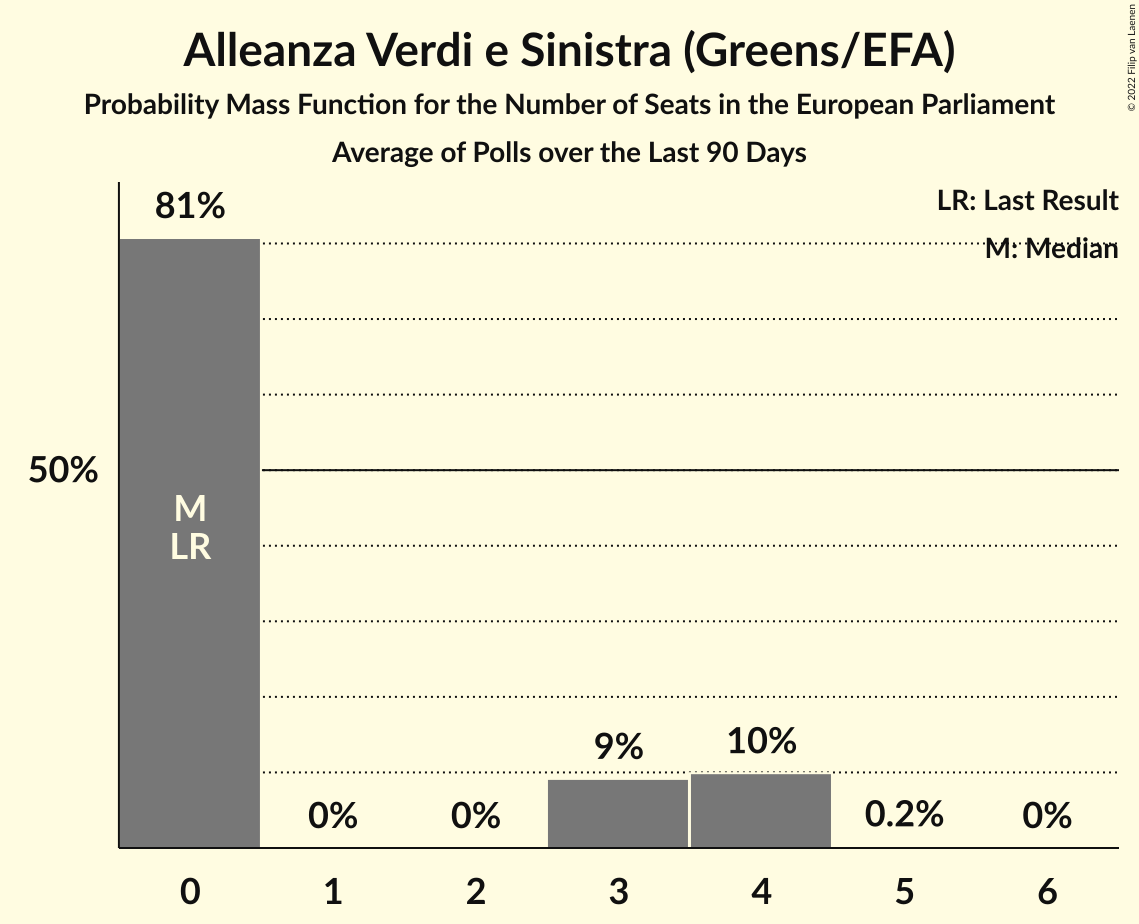 Alleanza Verdi e Sinistra (Greens/EFA)
Probability Mass Function for the Number of Seats in the European Parliament
Average of Polls over the Last 90 Days
© 2022 Filip van Laenen
LR: Last Result
M: Median
81%
50%
M
LR
0%
0%
9%
10%
0.2%
0%
0 1 2 3 4 5 6